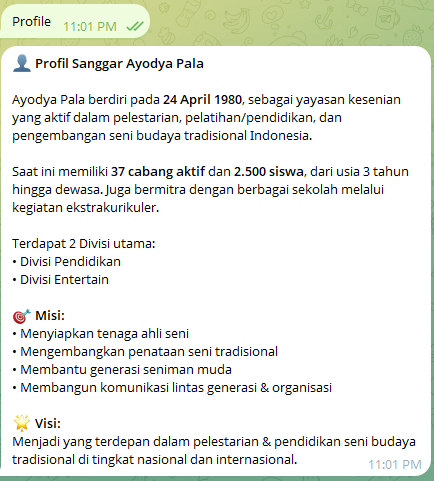 Profile 11:01 PM
👤 Profil Sanggar Ayodya Pala
Ayodya Pala berdiri pada 24 April 1980, sebagai yayasan kesenian
yang aktif dalam pelestarian, pelatihan/pendidikan, dan
pengembangan seni budaya tradisional Indonesia.
Saat ini memiliki 37 cabang aktif dan 2.500 siswa, dari usia 3 tahun
hingga dewasa. Juga bermitra dengan berbagai sekolah melalui
kegiatan ekstrakurikuler.
Terdapat 2 Divisi utama:
• Divisi Pendidikan
• Divisi Entertain
🎯 Misi:
• Menyiapkan tenaga ahli seni
• Mengembangkan penataan seni tradisional
• Membantu generasi seniman muda
• Membangun komunikasi lintas generasi & organisasi
🌟 Visi:
Menjadi yang terdepan dalam pelestarian & pendidikan seni budaya
tradisional di tingkat nasional dan internasional. 11:01 PM